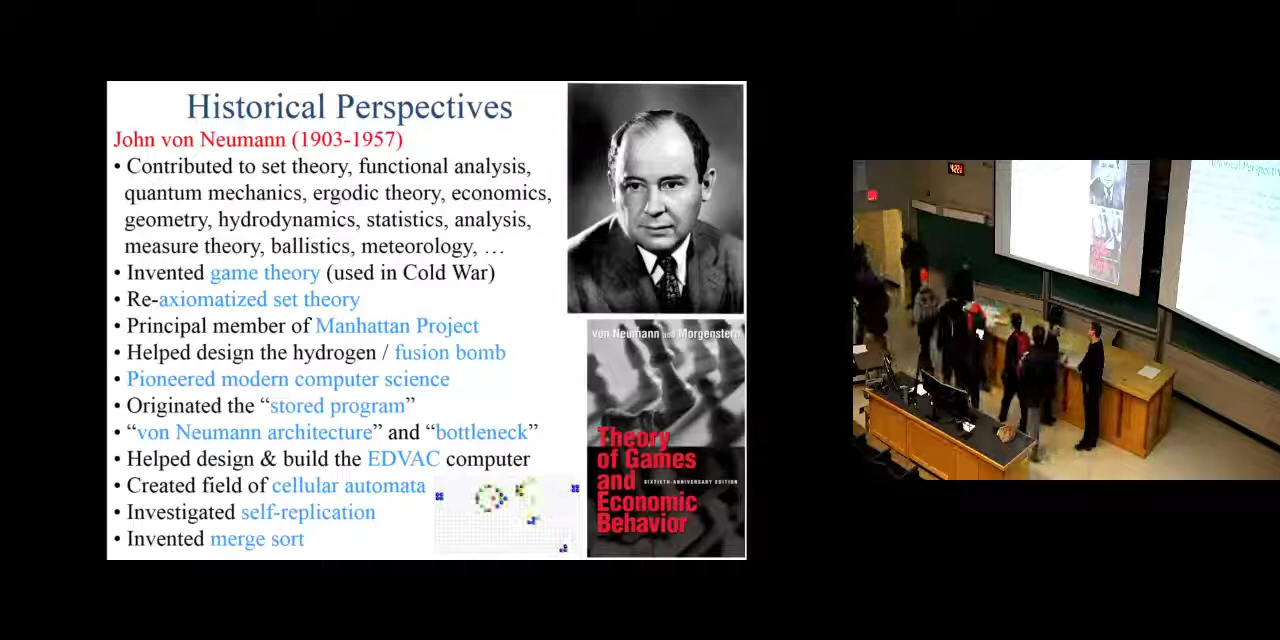 Historical Perspectives
John von Neumann (1903-1957)
• Contributed to set theory, functional analysis,
quantum mechanics, ergodic theory, economics,
geometry, hydrodynamics, statistics, analysis,
measure theory, ballistics, meteorology, …
• Invented game theory (used in Cold War)
• Re-axiomatized set theory
• Principal member of Manhattan Project
• Helped design the hydrogen / fusion bomb
• Pioneered modern computer science
• Originated the “stored program”
• “von Neumann architecture” and “bottleneck”
• Helped design & build the EDVAC computer
• Created field of cellular automata
• Investigated self-replication
• Invented merge sort
von Neumann and Morgenstern
Theory
of Games
and
SIXTIETH-ANNIVERSARY EDITION
Economic
Behavior
Historical